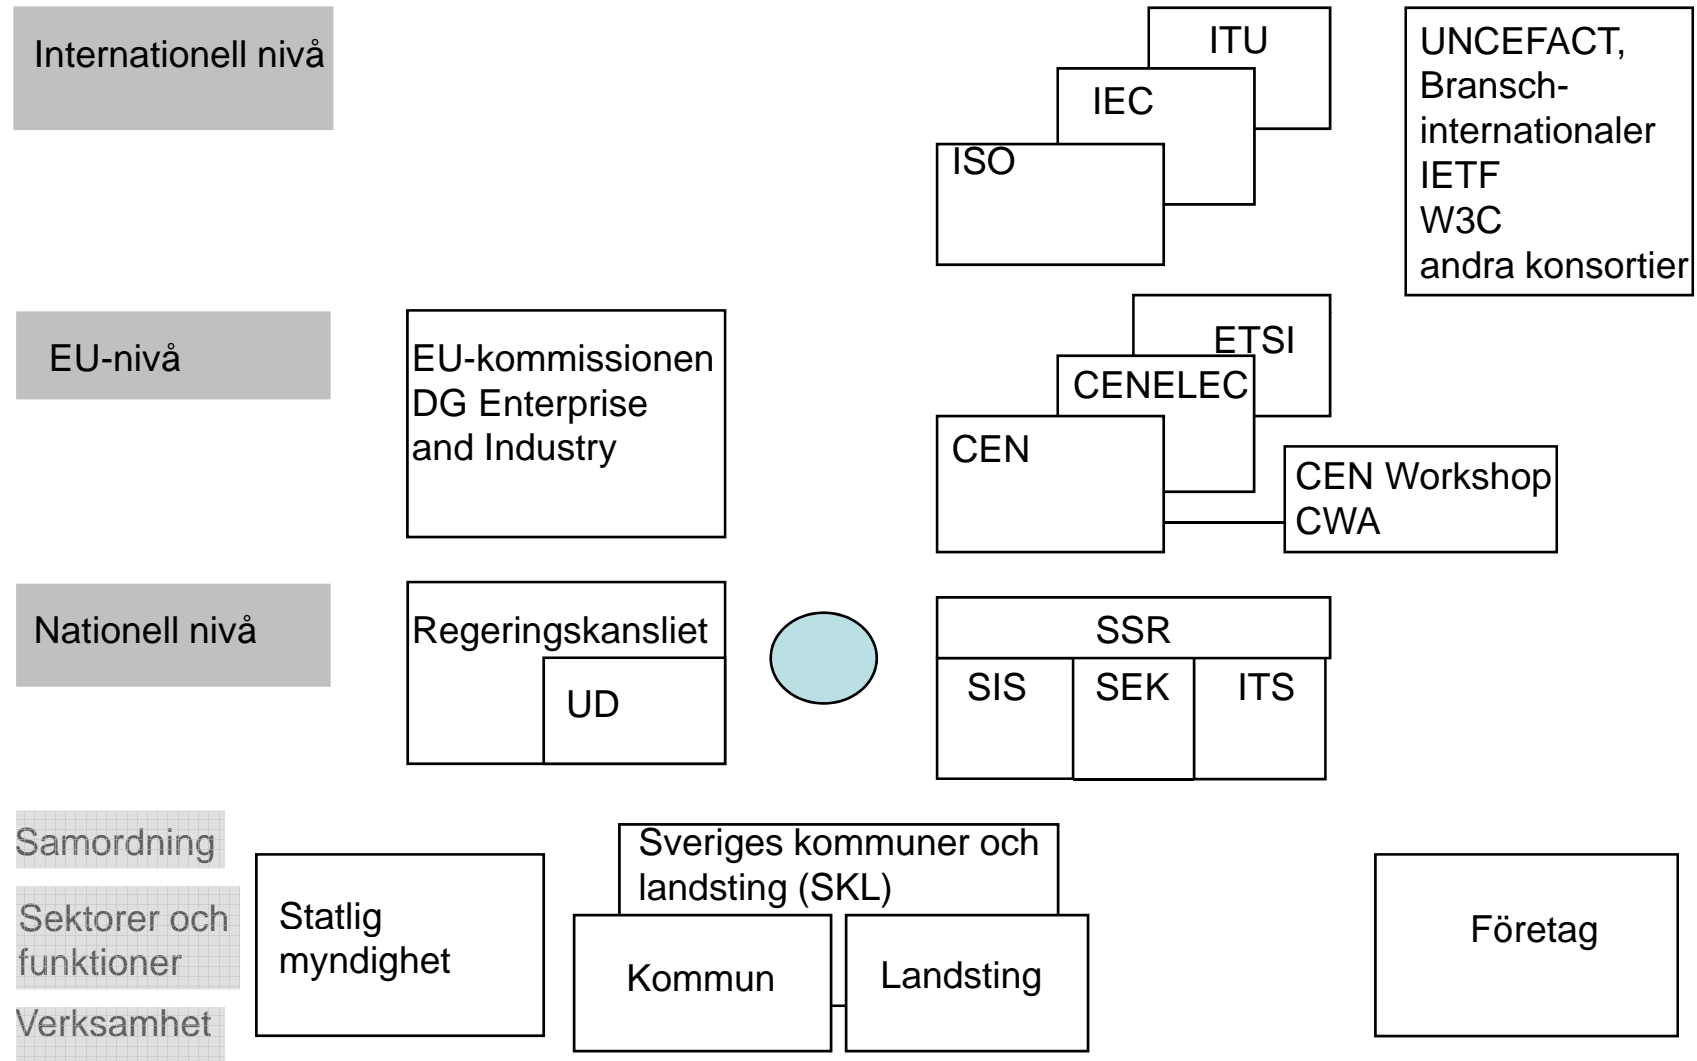 Internationell nivå
ITU
IEC
ISO
UNCEFACT,
Bransch-
internationaler
IETF
W3C
andra konsortier
EU-nivå
EU-kommissionen
DG Enterprise
and Industry
ETSI
CENELEC
CEN
CEN Workshop
CWA
Nationell nivå
Regeringskansliet
UD
SSR
SIS
SEK
ITS
Samordning
Sektorer och
funktioner
Verksamhet
Statlig
myndighet
Sveriges kommuner och
landsting (SKL)
Kommun
Landsting
Företag